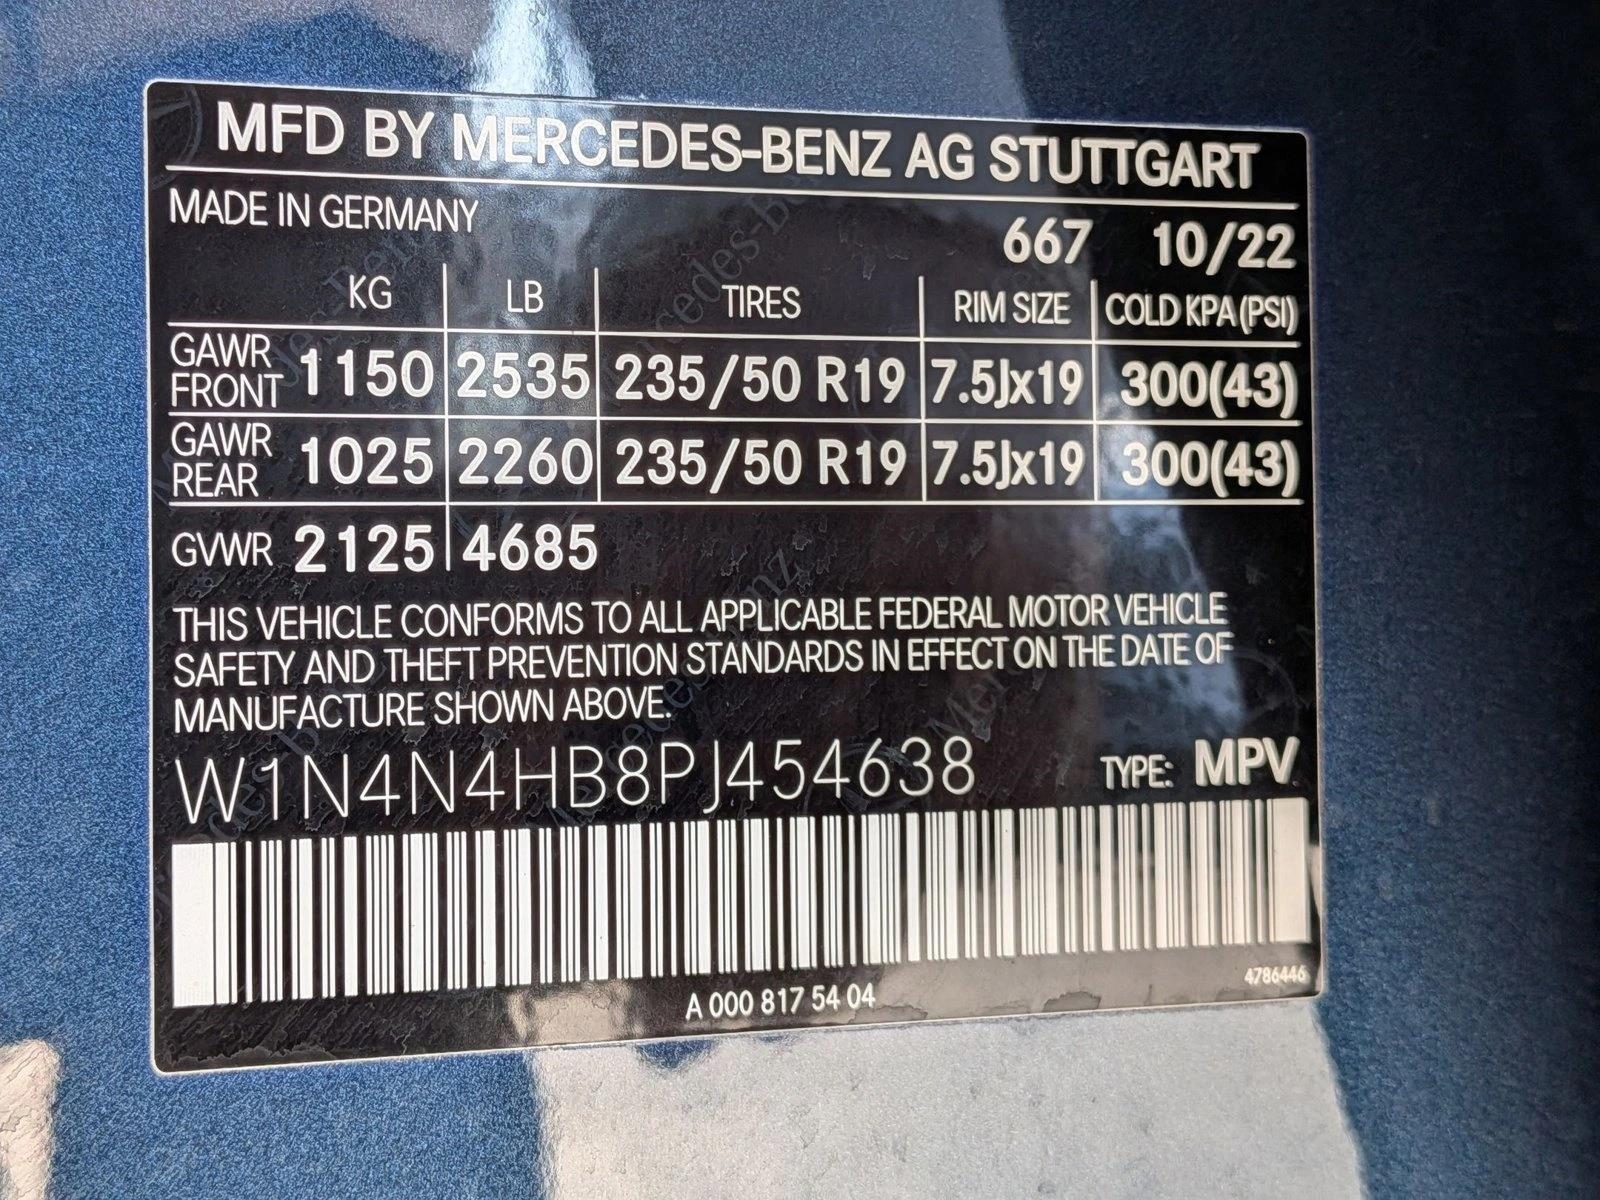 MFD BY MERCEDES-BENZ AG STUTTGART
MADE IN GERMANY
667 10/22
KG LB TIRES RIM SIZE COLD KPA (PSI)
GAWR FRONT 1150 2535 235/50 R19 7.5Jx19 300(43)
GAWR REAR 1025 2260 235/50 R19 7.5Jx19 300(43)
GVWR 2125 4685
THIS VEHICLE CONFORMS TO ALL APPLICABLE FEDERAL MOTOR VEHICLE
SAFETY AND THEFT PREVENTION STANDARDS IN EFFECT ON THE DATE OF
MANUFACTURE SHOWN ABOVE.
W1N4N4HB8PJ454638 TYPE: MPV
4786446
A 000 817 54 04